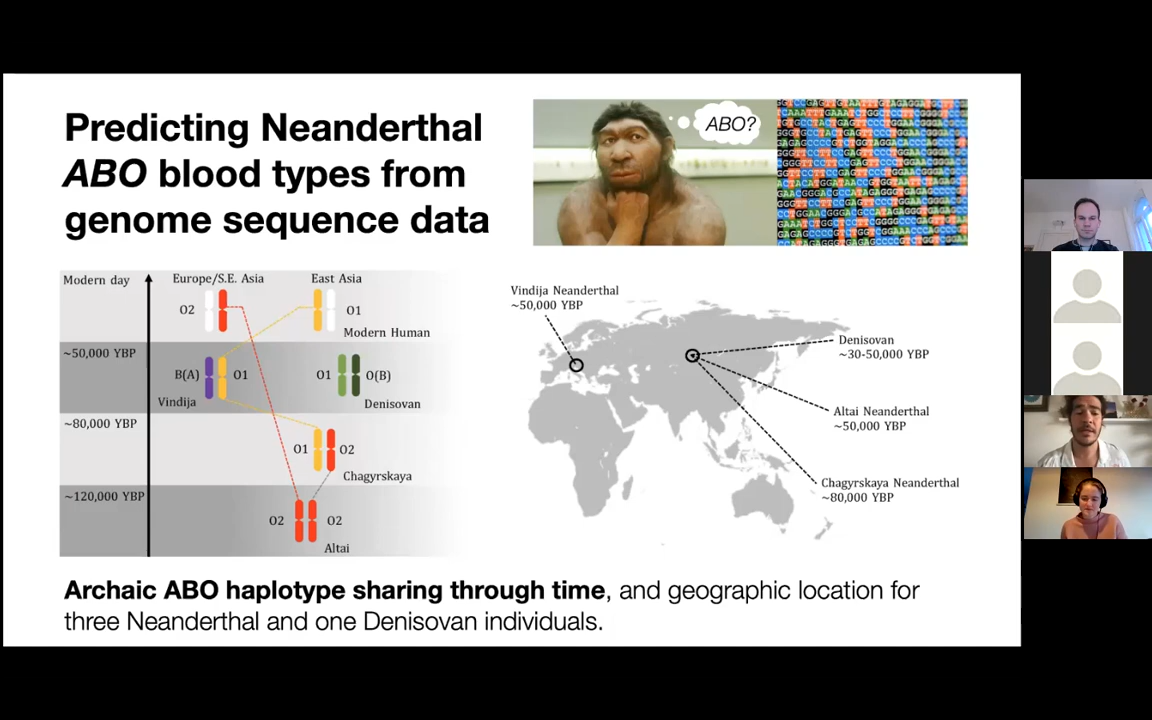 Predicting Neanderthal
ABO blood types from
genome sequence data
ABO?
Modern day
Europe/S.E. Asia
East Asia
O2
O1
Modern Human
~50,000 YBP
B(A)
O1
O1
O(B)
Vindija
Denisovan
~80,000 YBP
O1
O2
Chagyrskaya
~120,000 YBP
O2
O2
Altai
Vindija Neanderthal
~50,000 YBP
Denisovan
~30-50,000 YBP
Altai Neanderthal
~50,000 YBP
Chagyrskaya Neanderthal
~80,000 YBP
Archaic ABO haplotype sharing through time, and geographic location for
three Neanderthal and one Denisovan individuals.